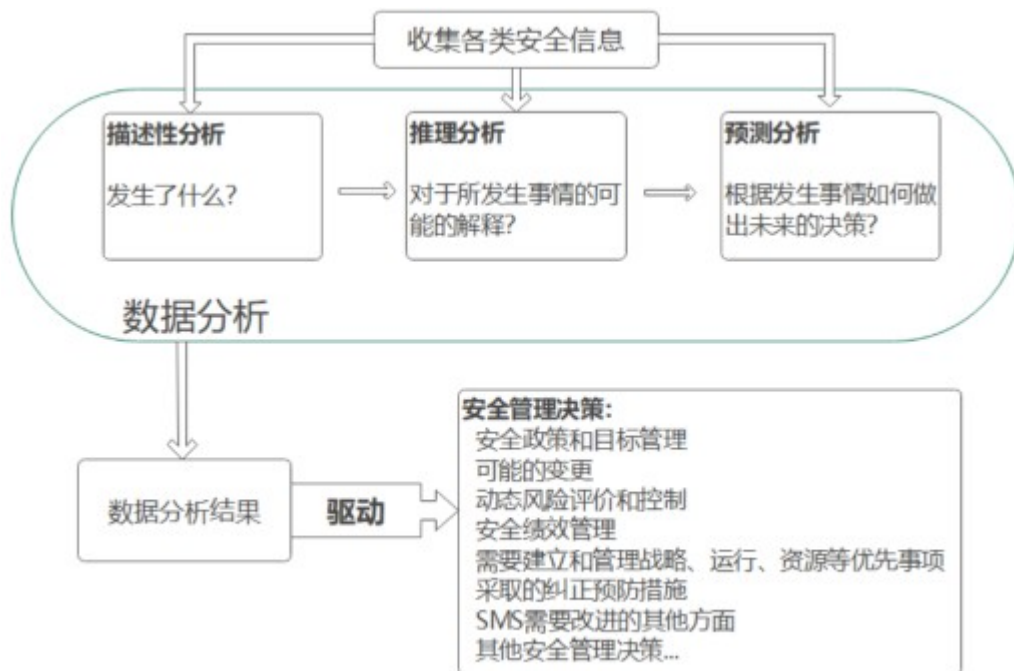 收集各类安全信息
描述性分析
发生了什么?
推理分析
对于所发生事情的可
能的解释?
预测分析
根据发生事情如何做
出未来的决策?
数据分析
数据分析结果
驱动
安全管理决策:
安全政策和目标管理
可能的变更
动态风险评价和控制
安全绩效管理
需要建立和管理战略、运行、资源等优先事项
采取的纠正预防措施
SMS需要改进的其他方面
其他安全管理决策...